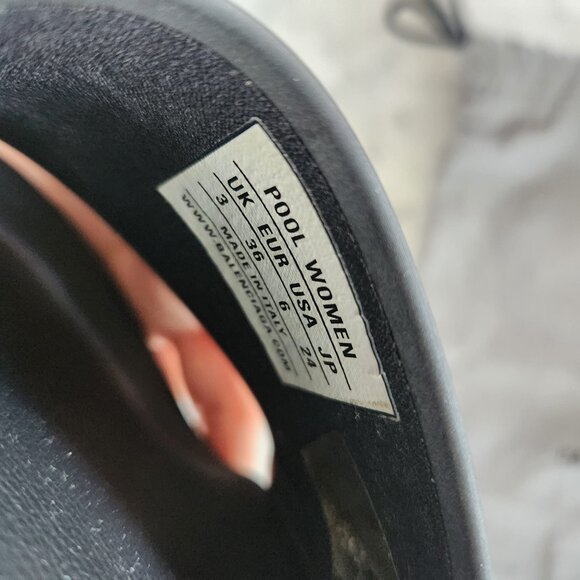 POOL WOMEN
UK EUR USA JP
3 36 6 24
MADE IN ITALY
WWW.BALENCIAGA.COM